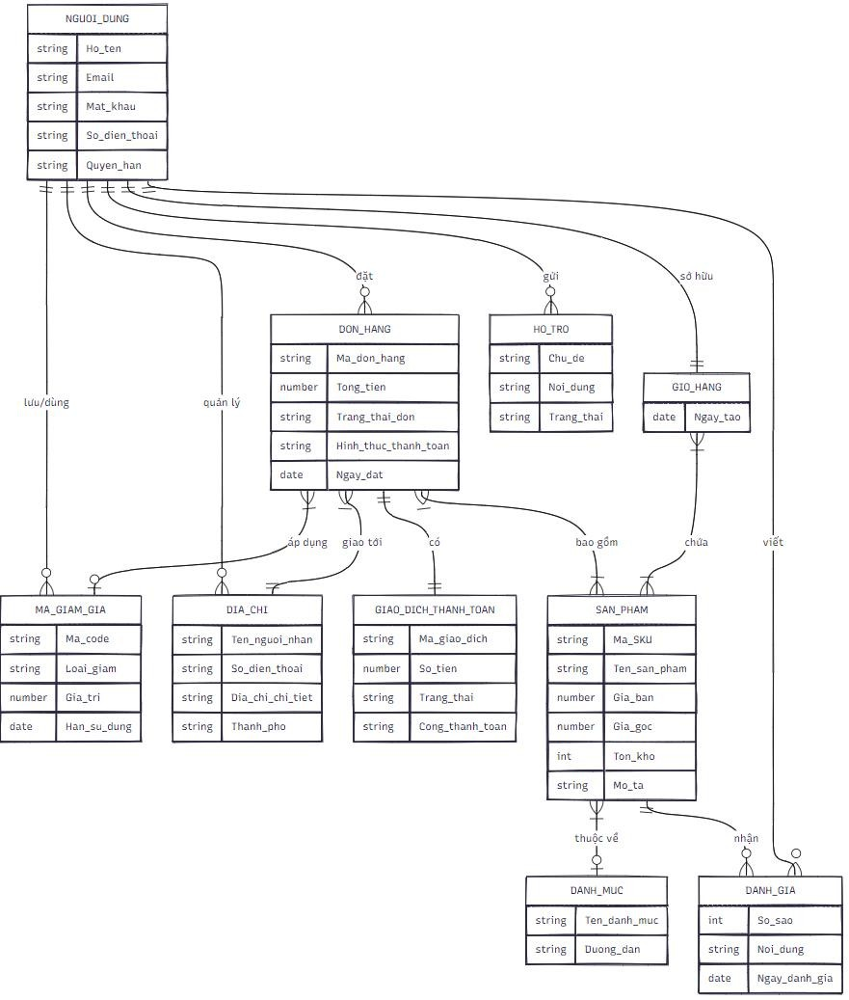 NGUOI_DUNG
string Ho_ten
string Email
string Mat_khau
string So_dien_thoai
string Quyen_han
đặt
gửi
sở hữu
DON_HANG
string Ma_don_hang
number Tong_tien
string Trang_thai_don
string Hinh_thuc_thanh_toan
date Ngay_dat
HO_TRO
string Chu_de
string Noi_dung
string Trang_thai
GIO_HANG
date Ngay_tao
lưu/dùng
quản lý
áp dụng
giao tới
có
bao gồm
chứa
viết
MA_GIAM_GIA
string Ma_code
string Loai_giam
number Gia_tri
date Han_su_dung
DIA_CHI
string Ten_nguoi_nhan
string So_dien_thoai
string Dia_chi_chi_tiet
string Thanh_pho
GIAO_DICH_THANH_TOAN
string Ma_giao_dich
number So_tien
string Trang_thai
string Cong_thanh_toan
SAN_PHAM
string Ma_SKU
string Ten_san_pham
number Gia_ban
number Gia_goc
int Ton_kho
string Mo_ta
thuộc về
nhận
DANH_MUC
string Ten_danh_muc
string Duong_dan
DANH_GIA
int So_sao
string Noi_dung
date Ngay_danh_gia